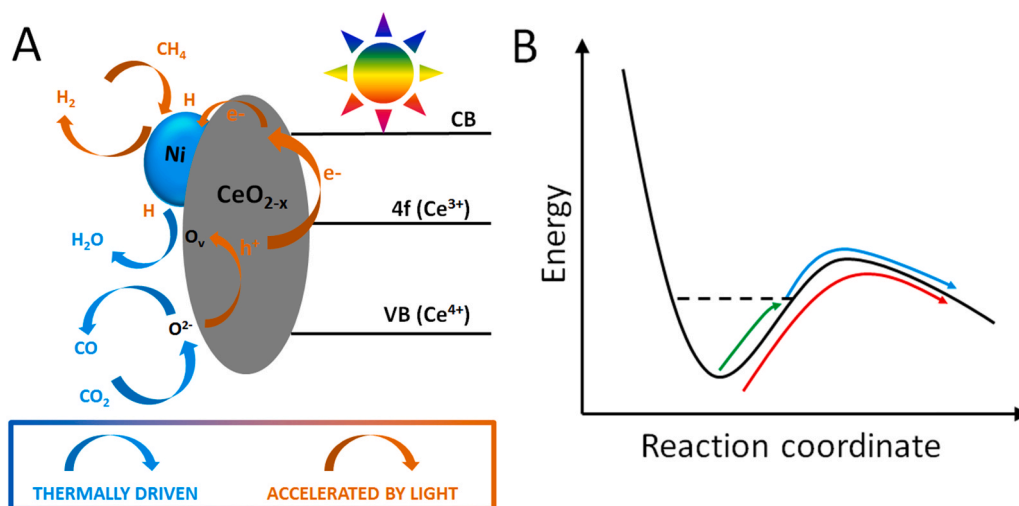 A
CH₄
H₂
H
e-
CB
Ni
e-
CeO₂₋ₓ
4f (Ce³⁺)
H
H₂O
Oᵥ
h⁺
VB (Ce⁴⁺)
O²⁻
CO
CO₂
THERMALLY DRIVEN
ACCELERATED BY LIGHT
B
Energy
Reaction coordinate